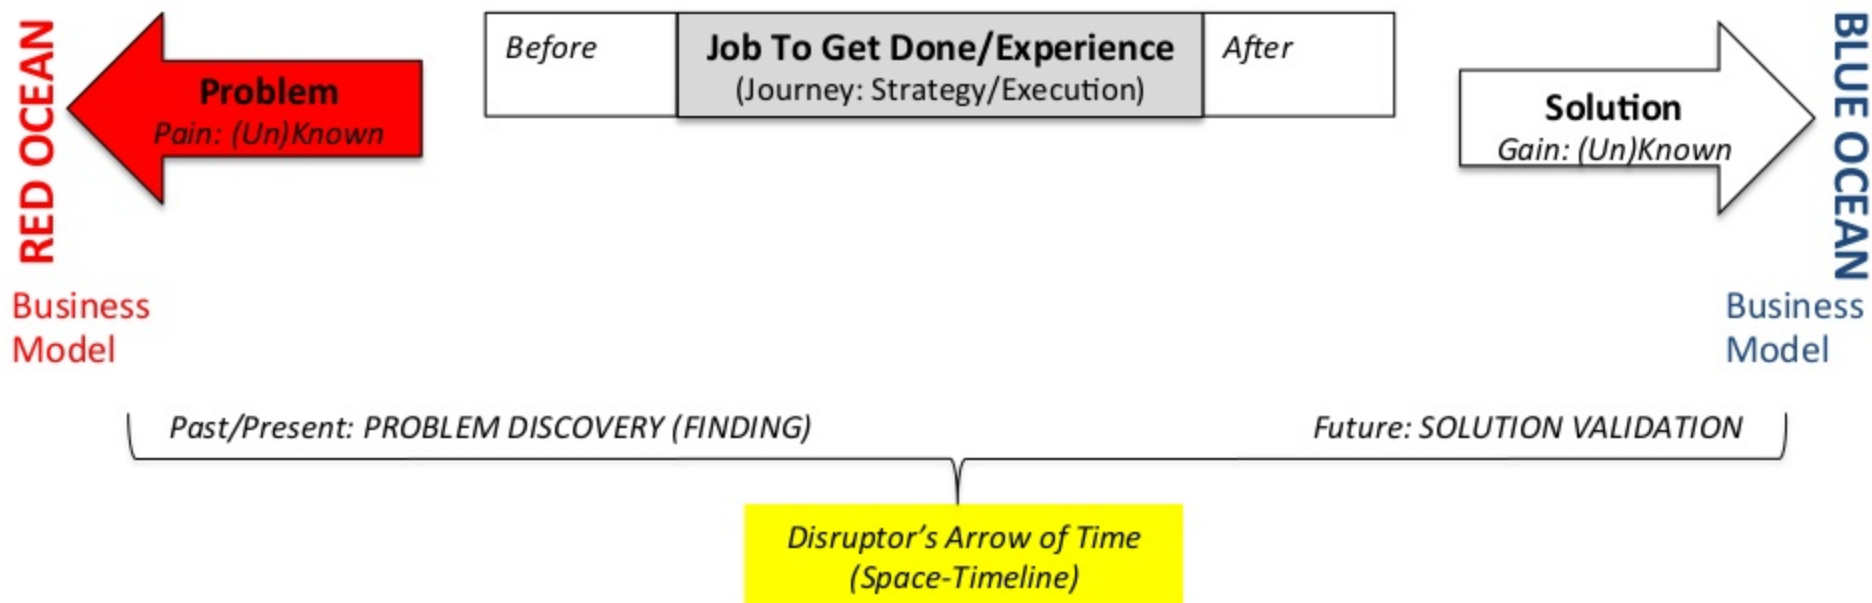 RED OCEAN
Problem
Pain: (Un)Known
Before
Job To Get Done/Experience
(Journey: Strategy/Execution)
After
Solution
Gain: (Un)Known
BLUE OCEAN
Business
Model
Business
Model
Past/Present: PROBLEM DISCOVERY (FINDING)
Future: SOLUTION VALIDATION
Disruptor’s Arrow of Time
(Space-Timeline)